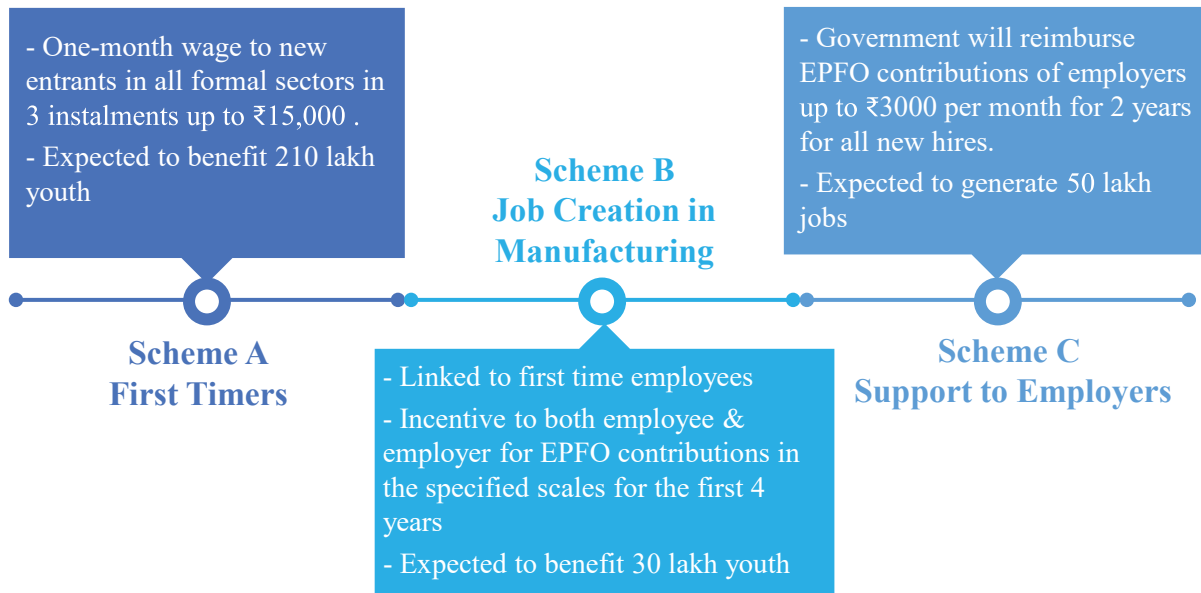 - One-month wage to new
entrants in all formal sectors in
3 instalments up to ₹15,000 .
- Expected to benefit 210 lakh
youth
Scheme A
First Timers
Scheme B
Job Creation in
Manufacturing
- Linked to first time employees
- Incentive to both employee &
employer for EPFO contributions in
the specified scales for the first 4
years
- Expected to benefit 30 lakh youth
- Government will reimburse
EPFO contributions of employers
up to ₹3000 per month for 2 years
for all new hires.
- Expected to generate 50 lakh
jobs
Scheme C
Support to Employers